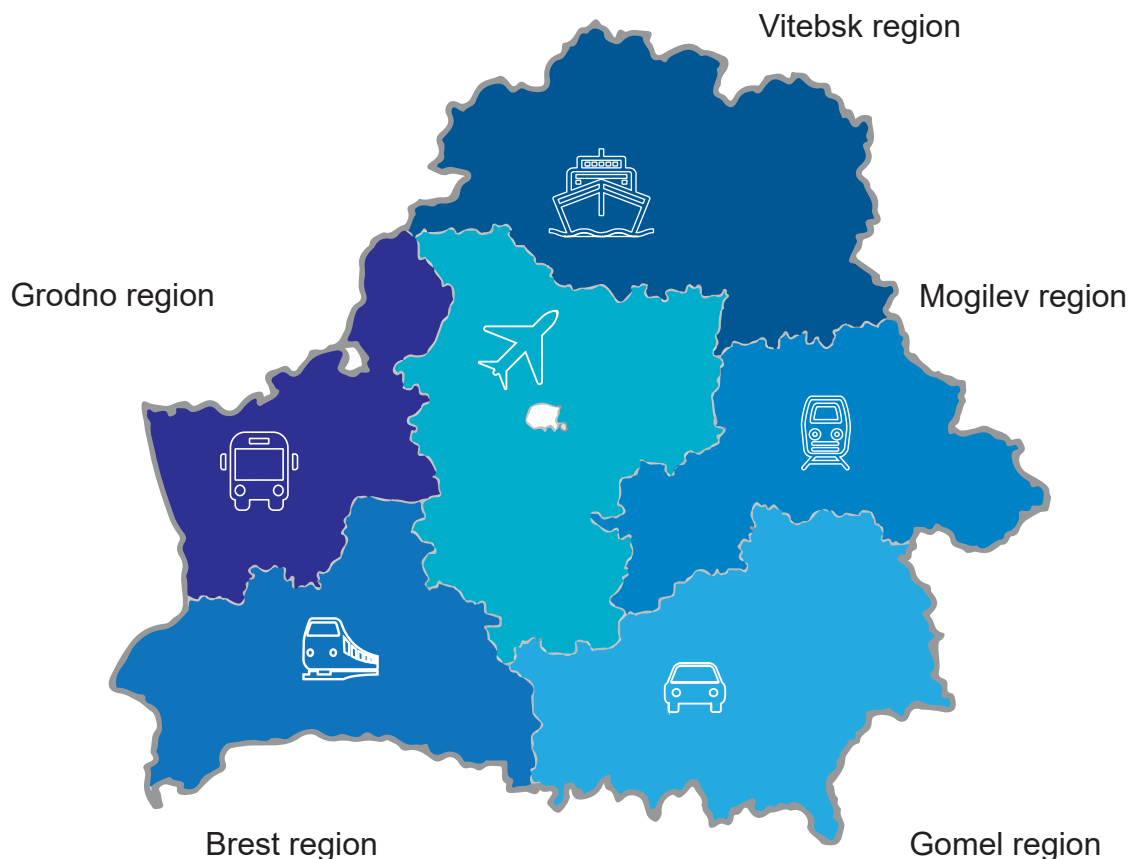 Vitebsk region
Grodno region
Mogilev region
Brest region
Gomel region